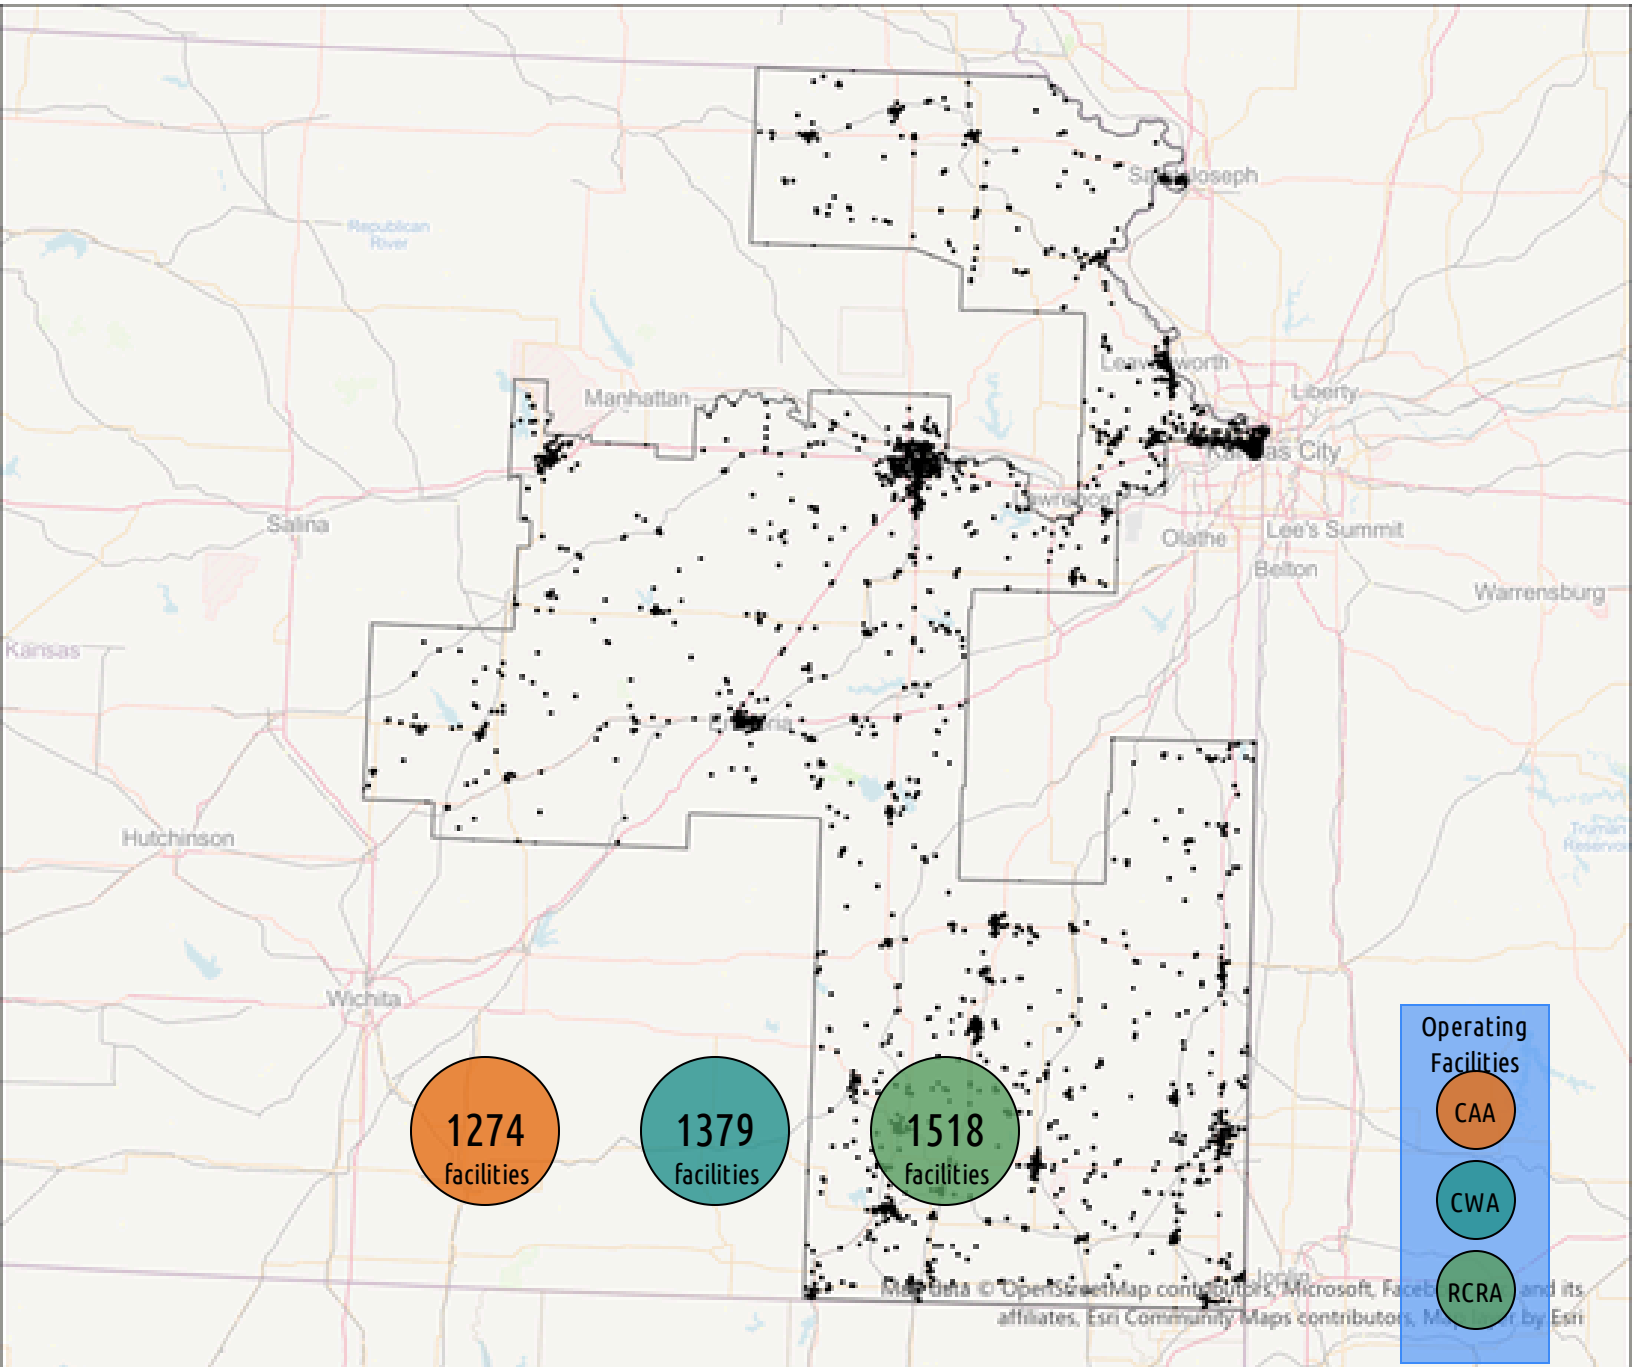 Saint Joseph
Republican
River
Leavenworth
Manhattan
Liberty
Kansas City
Lawrence
Salina
Olathe
Lee's Summit
Belton
Warrensburg
Kansas
Emporia
Hutchinson
Truman
Reservoir
Wichita
Operating
Facilities
CAA
1274
facilities
1379
facilities
1518
facilities
CWA
Joplin
RCRA
Map data © OpenStreetMap contributors, Microsoft, Facebook, Inc. and its
affiliates, Esri Community Maps contributors, Map layer by Esri